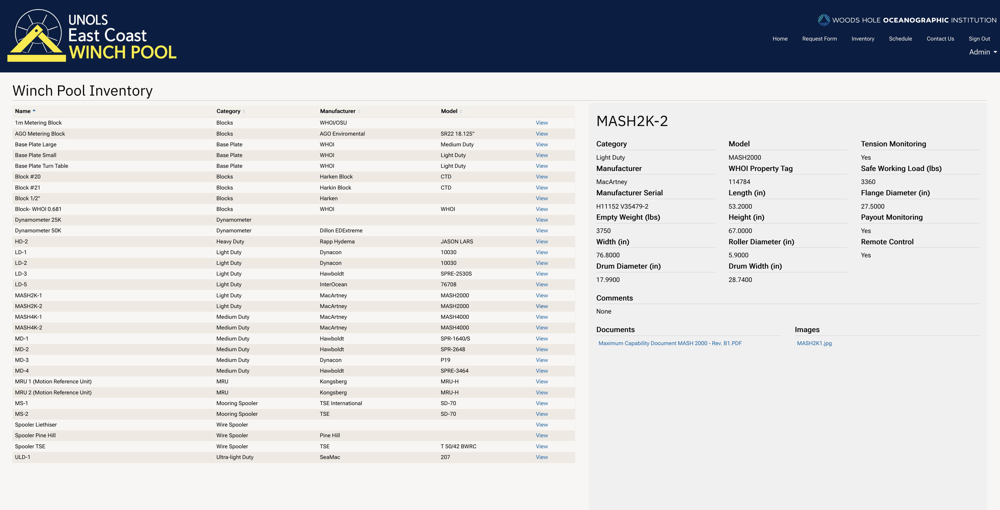 UNOLS
East Coast
WINCH POOL
WOODS HOLE OCEANOGRAPHIC INSTITUTION
Home Request Form Inventory Schedule Contact Us Sign Out
Admin
Winch Pool Inventory
Name Category Manufacturer Model
1m Metering Block Blocks WHOI/OSU View
AGO Metering Block Blocks AGO Enviromental SR22 18.125" View
Base Plate Large Base Plate WHOI Medium Duty View
Base Plate Small Base Plate WHOI Light Duty View
Base Plate Turn Table Base Plate WHOI Light Duty View
Block #20 Blocks Harken Block CTD View
Block #21 Blocks Harkin Block CTD View
Block 1/2" Blocks Harken View
Block- WHOI 0.681 Blocks WHOI WHOI View
Dynamometer 25K Dynamometer View
Dynamometer 50K Dynamometer Dillon EDExtreme View
HD-2 Heavy Duty Rapp Hydema JASON LARS View
LD-1 Light Duty Dynacon 10030 View
LD-2 Light Duty Dynacon 10030 View
LD-3 Light Duty Hawboldt SPRE-2530S View
LD-5 Light Duty InterOcean 76708 View
MASH2K-1 Light Duty MacArtney MASH2000 View
MASH2K-2 Light Duty MacArtney MASH2000 View
MASH4K-1 Medium Duty MacArtney MASH4000 View
MASH4K-2 Medium Duty MacArtney MASH4000 View
MD-1 Medium Duty Hawboldt SPR-1640/S View
MD-2 Medium Duty Hawboldt SPR-2648 View
MD-3 Medium Duty Dynacon P19 View
MD-4 Medium Duty Hawboldt SPRE-3464 View
MRU 1 (Motion Reference Unit) MRU Kongsberg MRU-H View
MRU 2 (Motion Reference Unit) MRU Kongsberg MRU-H View
MS-1 Mooring Spooler TSE International SD-70 View
MS-2 Mooring Spooler TSE SD-70 View
Spooler Liethiser Wire Spooler View
Spooler Pine Hill Wire Spooler Pine Hill View
Spooler TSE Wire Spooler TSE T 50/42 BWRC View
ULD-1 Ultra-light Duty SeaMac 207 View
MASH2K-2
Category Model Tension Monitoring
Light Duty MASH2000 Yes
Manufacturer WHOI Property Tag Safe Working Load (lbs)
MacArtney 114784 3360
Manufacturer Serial Length (in) Flange Diameter (in)
H11152 V35479-2 53.2000 27.5000
Empty Weight (lbs) Height (in) Payout Monitoring
3750 67.0000 Yes
Width (in) Roller Diameter (in) Remote Control
76.8000 5.9000 Yes
Drum Diameter (in) Drum Width (in)
17.9900 28.7400
Comments
None
Documents Images
Maximum Capability Document MASH 2000 - Rev. B1.PDF MASH2K1.jpg